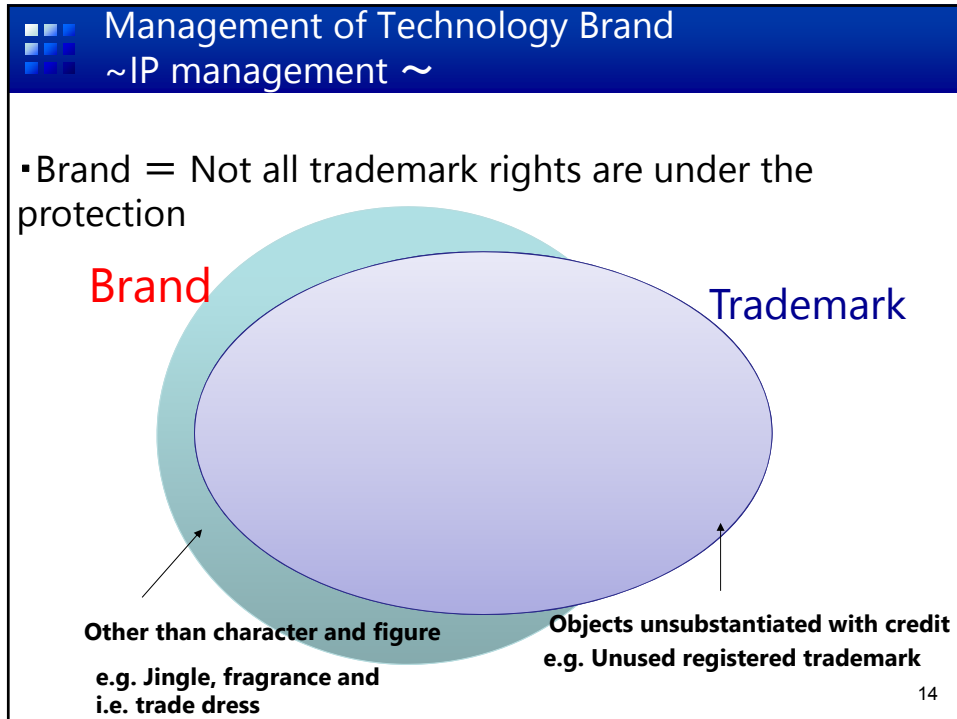 Management of Technology Brand
~IP management ～
▪Brand ＝ Not all trademark rights are under the
protection
Brand
Trademark
Other than character and figure
e.g. Jingle, fragrance and
i.e. trade dress
Objects unsubstantiated with credit
e.g. Unused registered trademark
14